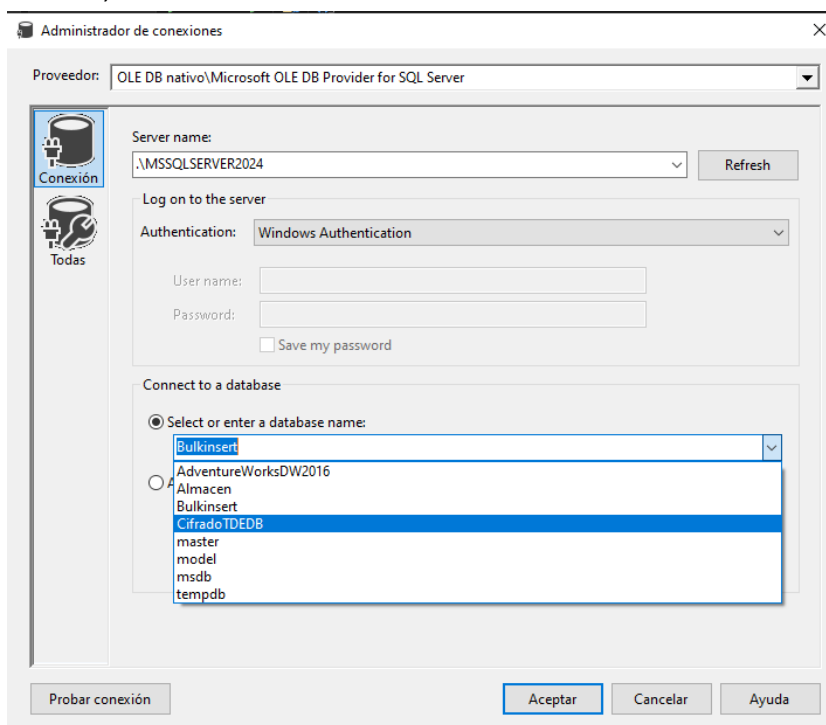 Administrador de conexiones
Proveedor: OLE DB nativo\Microsoft OLE DB Provider for SQL Server
Conexión
Todas
Server name:
.\MSSQLSERVER2024
Refresh
Log on to the server
Authentication: Windows Authentication
User name:
Password:
Save my password
Connect to a database
Select or enter a database name:
Bulkinsert
AdventureWorksDW2016
Almacen
Bulkinsert
CifradoTDEDB
master
model
msdb
tempdb
Probar conexión Aceptar Cancelar Ayuda